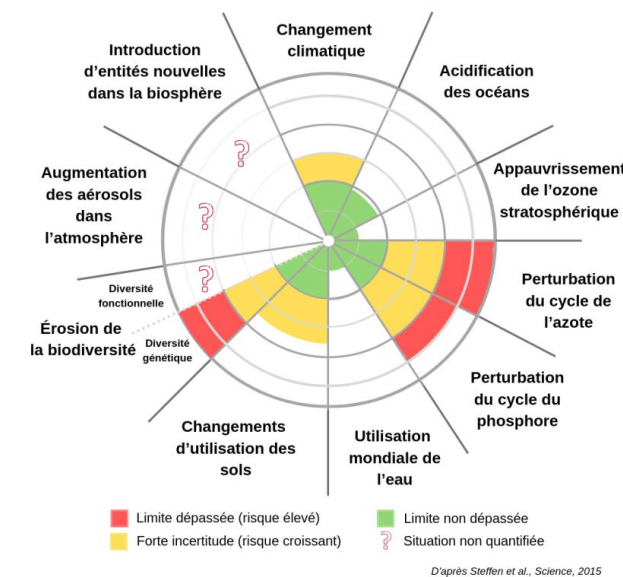 Changement
climatique
Introduction
d’entités nouvelles
dans la biosphère
Acidification
des océans
Appauvrissement
de l’ozone
stratosphérique
Augmentation
des aérosols
dans
l’atmosphère
?
?
?
Diversité
fonctionnelle
Érosion de
la biodiversité
Diversité
génétique
Perturbation
du cycle de
l’azote
Perturbation
du cycle du
phosphore
Changements
d’utilisation des
sols
Utilisation
mondiale de
l’eau
Limite dépassée (risque élevé)
Limite non dépassée
Forte incertitude (risque croissant)
? Situation non quantifiée
D'après Steffen et al., Science, 2015